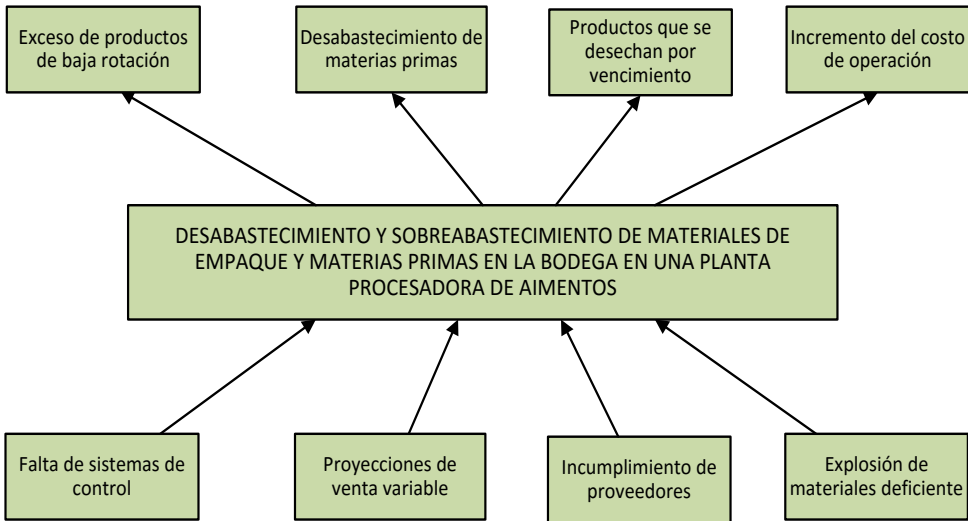 Exceso de productos
de baja rotación
Desabastecimiento de
materias primas
Productos que se
desechan por
vencimiento
Incremento del costo
de operación
DESABASTECIMIENTO Y SOBREABASTECIMIENTO DE MATERIALES DE
EMPAQUE Y MATERIAS PRIMAS EN LA BODEGA EN UNA PLANTA
PROCESADORA DE AIMENTOS
Falta de sistemas de
control
Proyecciones de
venta variable
Incumplimiento de
proveedores
Explosión de
materiales deficiente